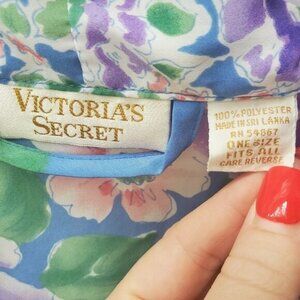 VICTORIA'S
SECRET
100% POLYESTER
MADE IN SRI LANKA
RN 54867
ONE SIZE
FITS ALL
CARE REVERSE